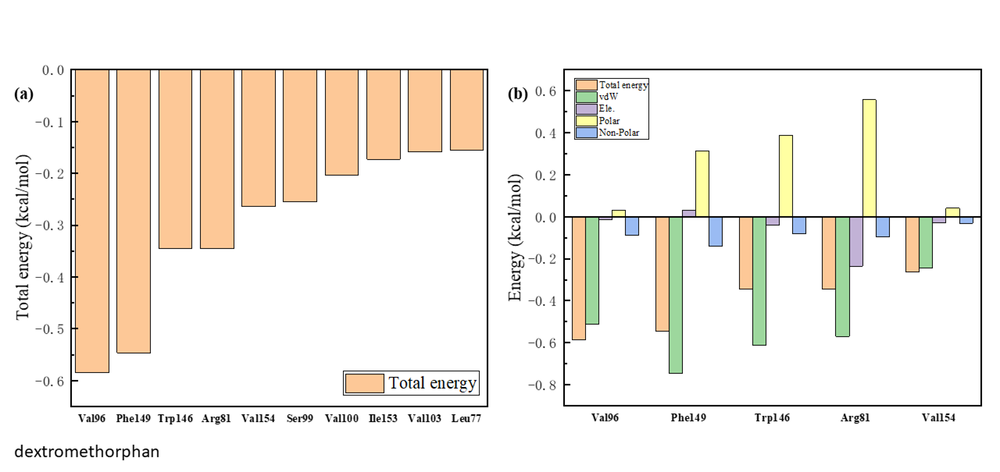 (a)
Total energy (kcal/mol)
0.0
−0.1
−0.2
−0.3
−0.4
−0.5
−0.6
Total energy
Val96 Phe149 Trp146 Arg81 Val154 Ser99 Val100 Ile153 Val103 Leu77
(b)
Energy (kcal/mol)
0.6
0.4
0.2
0.0
−0.2
−0.4
−0.6
−0.8
Total energy
vdW
Ele.
Polar
Non-Polar
Val96 Phe149 Trp146 Arg81 Val154
dextromethorphan